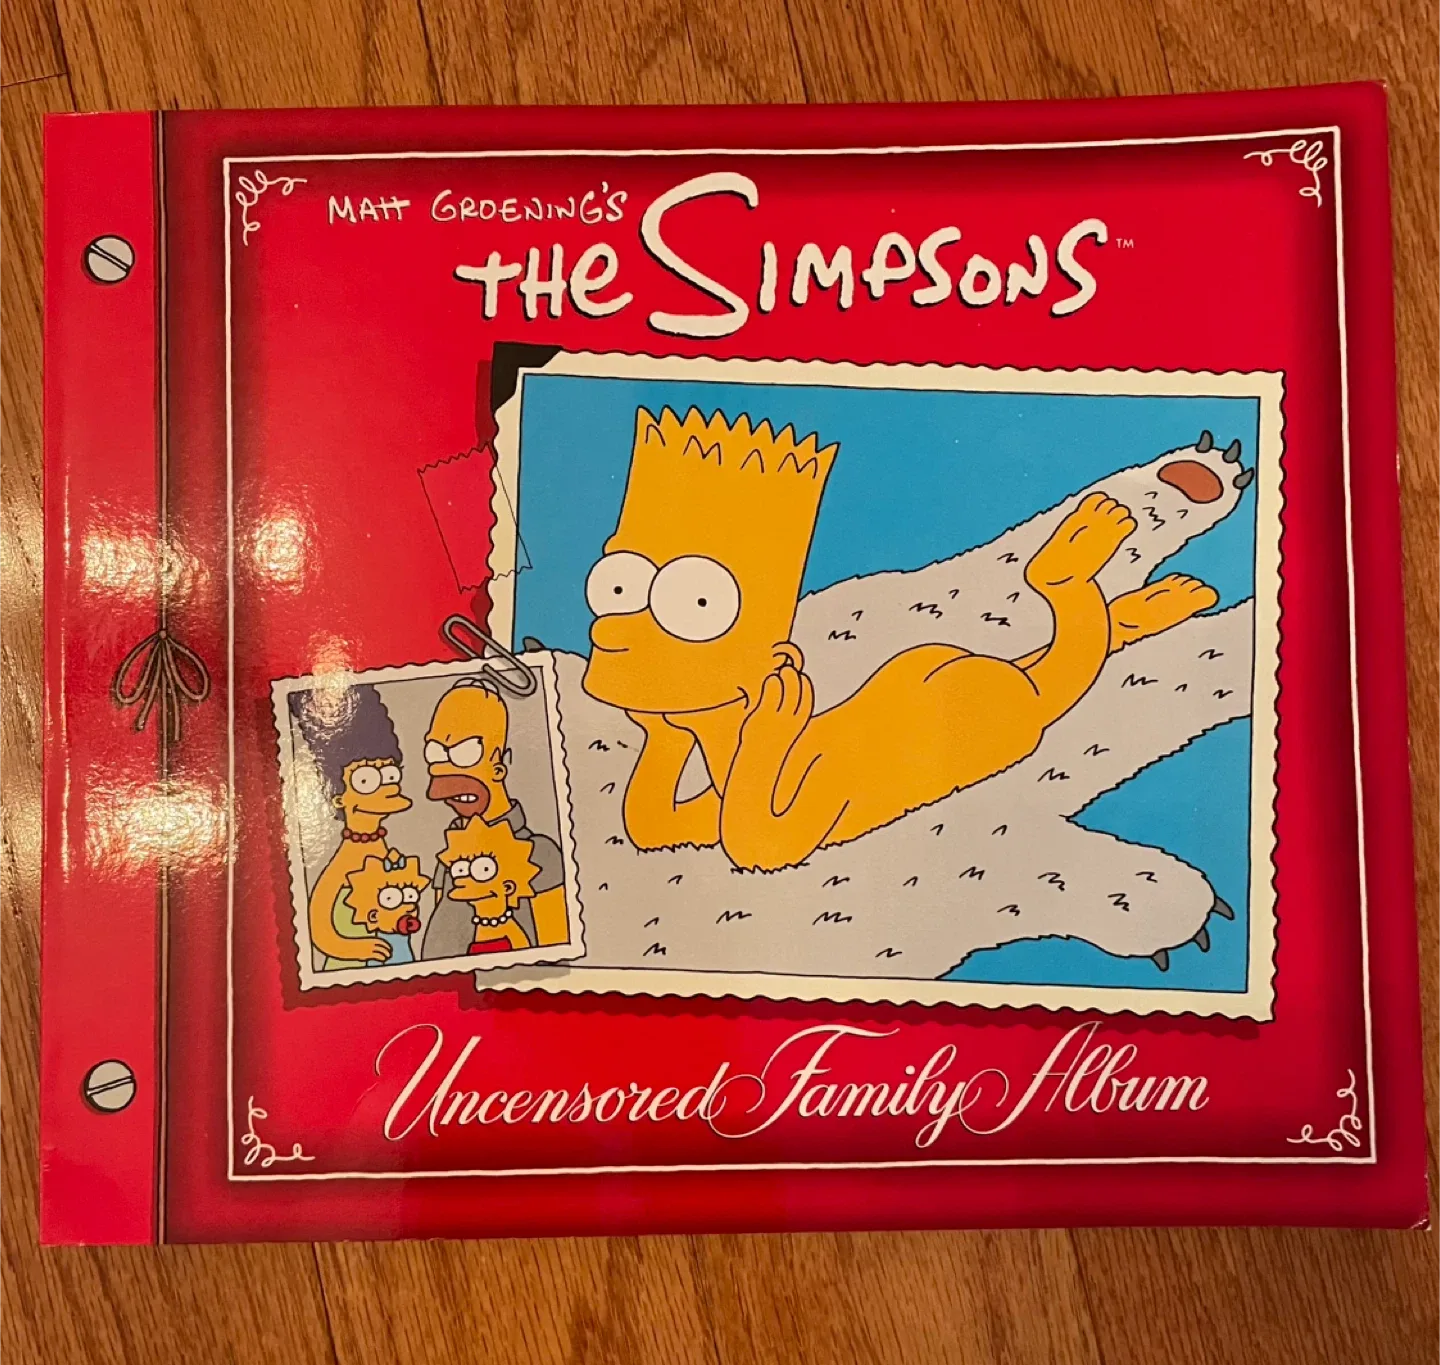 MATT GROENING'S
THE SIMPSONS™
Uncensored Family Album